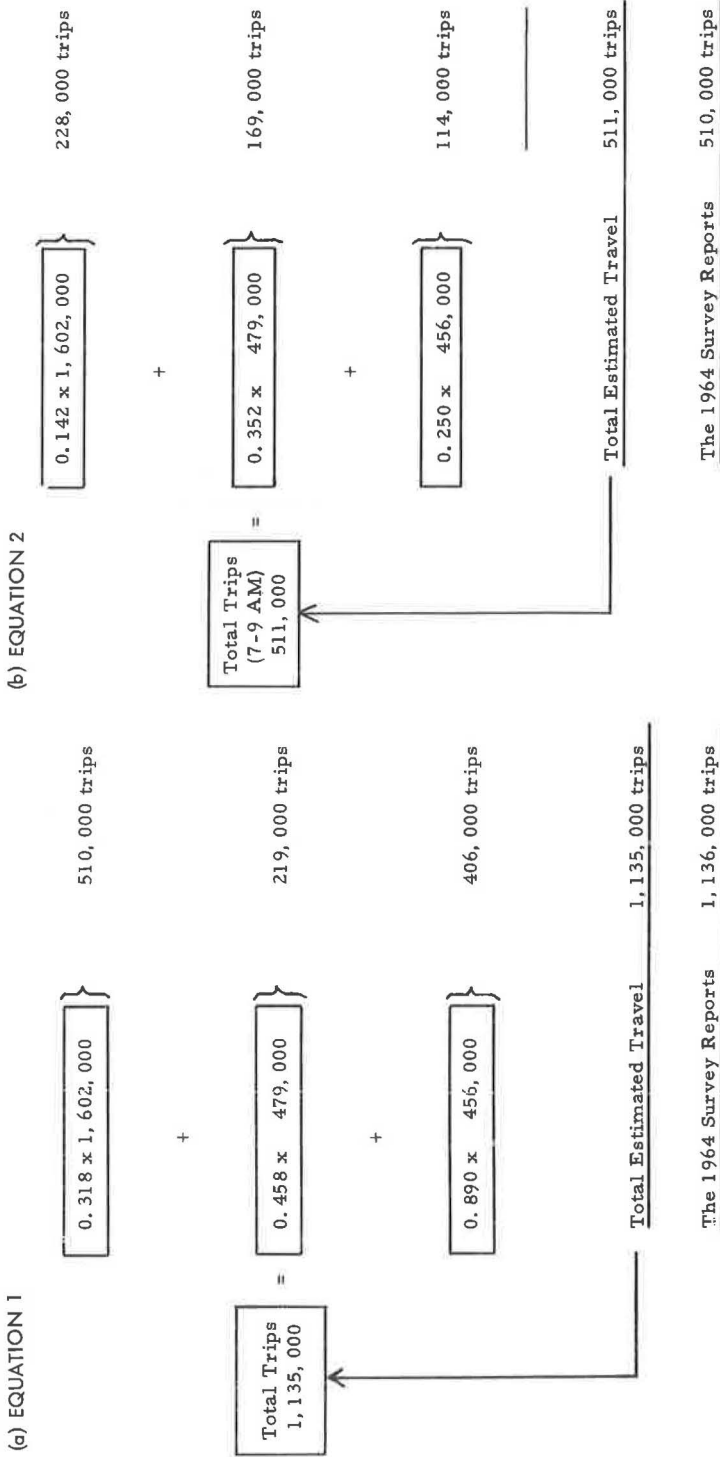 (a) EQUATION 1
0.318 x 1, 602, 000
510, 000 trips
+
Total Trips
1, 135, 000
=
0.458 x 479, 000
219, 000 trips
+
0.890 x 456, 000
406, 000 trips
Total Estimated Travel 1, 135, 000 trips
The 1964 Survey Reports 1, 136, 000 trips
(b) EQUATION 2
0.142 x 1, 602, 000
228, 000 trips
+
Total Trips
(7-9 AM)
511, 000
=
0.352 x 479, 000
169, 000 trips
+
0.250 x 456, 000
114, 000 trips
Total Estimated Travel 511, 000 trips
The 1964 Survey Reports 510, 000 trips